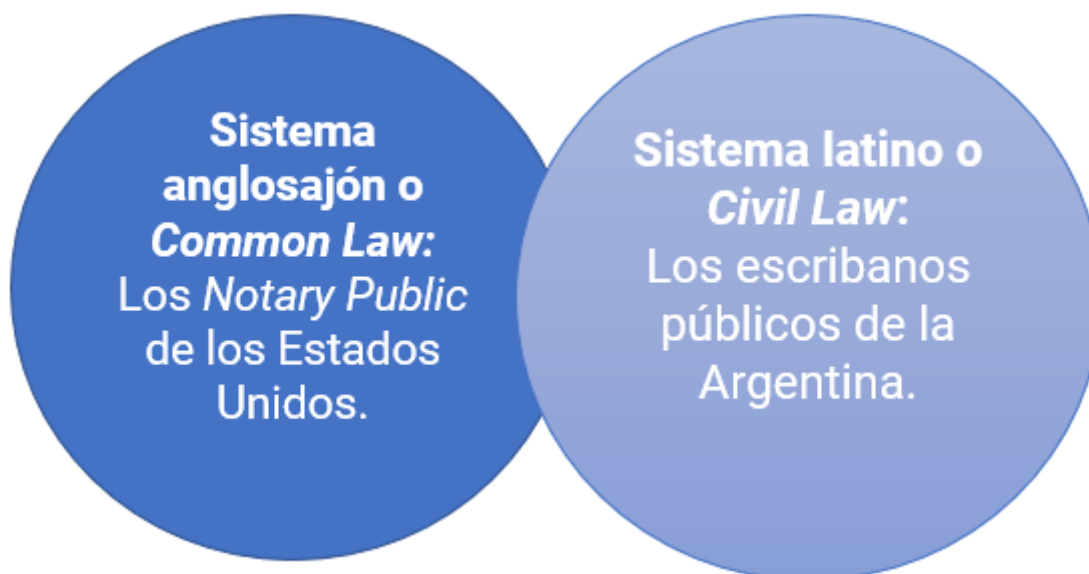 Sistema
anglosajón o
Common Law:
Los Notary Public
de los Estados
Unidos.
Sistema latino o
Civil Law:
Los escribanos
públicos de la
Argentina.